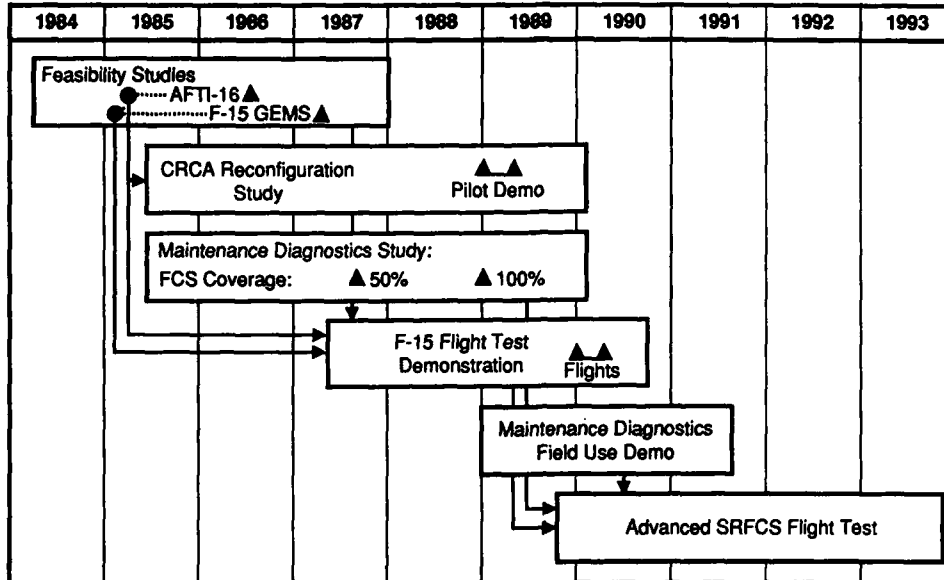 1984 1985 1986 1987 1988 1989 1990 1991 1992 1993
Feasibility Studies
AFTI-16
F-15 GEMS
CRCA Reconfiguration
Study
Pilot Demo
Maintenance Diagnostics Study:
FCS Coverage: 50% 100%
F-15 Flight Test
Demonstration
Flights
Maintenance Diagnostics
Field Use Demo
Advanced SRFCS Flight Test